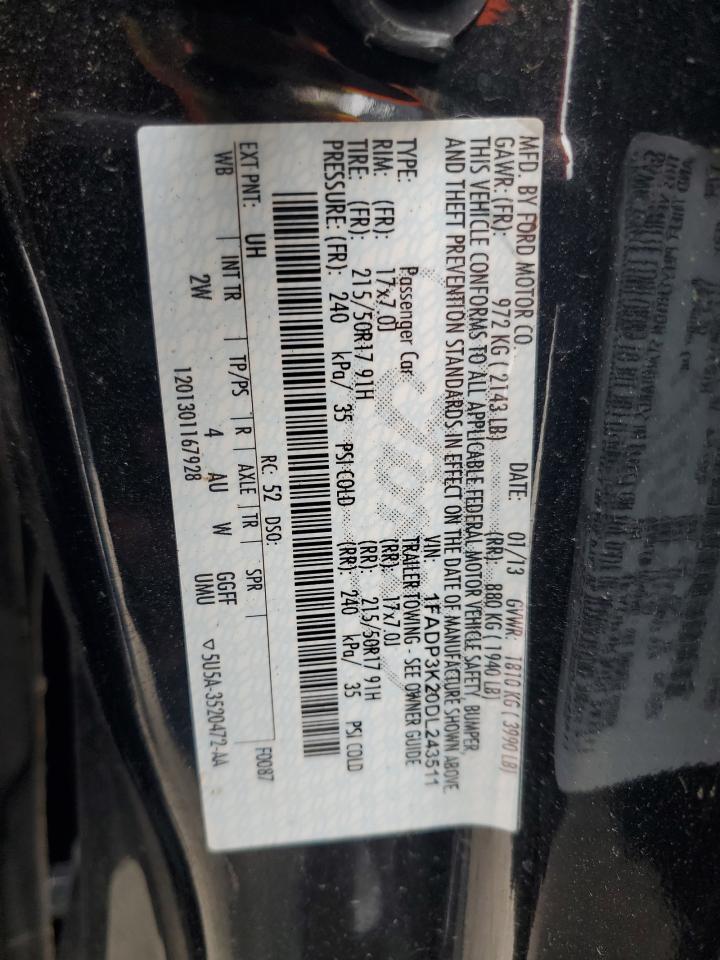 MFD. BY FORD MOTOR CO. DATE: 01/13 GVWR: 1810 KG ( 3990 LB)
GAWR: (FR): 972 KG ( 2143 LB) (RR): 880 KG ( 1940 LB)
THIS VEHICLE CONFORMS TO ALL APPLICABLE FEDERAL MOTOR VEHICLE SAFETY, BUMPER,
AND THEFT PREVENTION STANDARDS IN EFFECT ON THE DATE OF MANUFACTURE SHOWN ABOVE.
VIN: 1FADP3K20DL243511
TYPE: Passenger Car TRAILER TOWING - SEE OWNER GUIDE
RIM: (FR): 17x7.0J (RR): 17x7.0J
TIRE: (FR): 215/50R17 91H (RR): 215/50R17 91H
PRESSURE: (FR): 240 kPa/ 35 PSI COLD (RR): 240 kPa/ 35 PSI COLD
RC: 52 DSO: F0087
EXT PNT: UH
WB | INT TR | TP/PS | R | AXLE | TR | SPR |
2W 4 AU W GGFF
UMU
1201301167928 ▽5U5A-3520472-AA